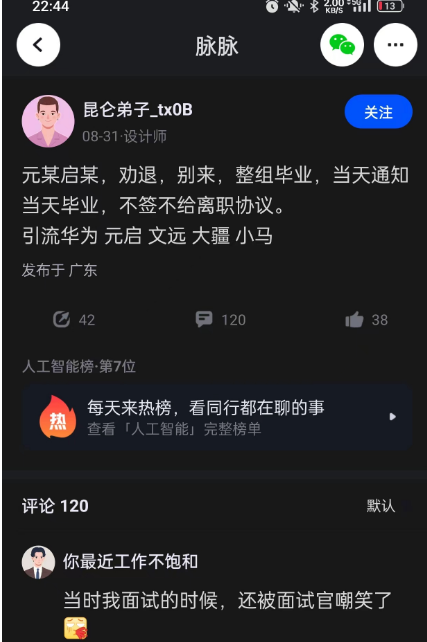 22:44
2.00 KB/S
5G
13
脉脉
昆仑弟子_tx0B
关注
08-31·设计师
元某启某，劝退，别来，整组毕业，当天通知
当天毕业，不签不给离职协议。
引流华为 元启 文远 大疆 小马
发布于 广东
42
120
38
人工智能榜·第7位
热
每天来热榜，看同行都在聊的事
查看「人工智能」完整榜单
评论 120
默认
你最近工作不饱和
当时我面试的时候，还被面试官嘲笑了